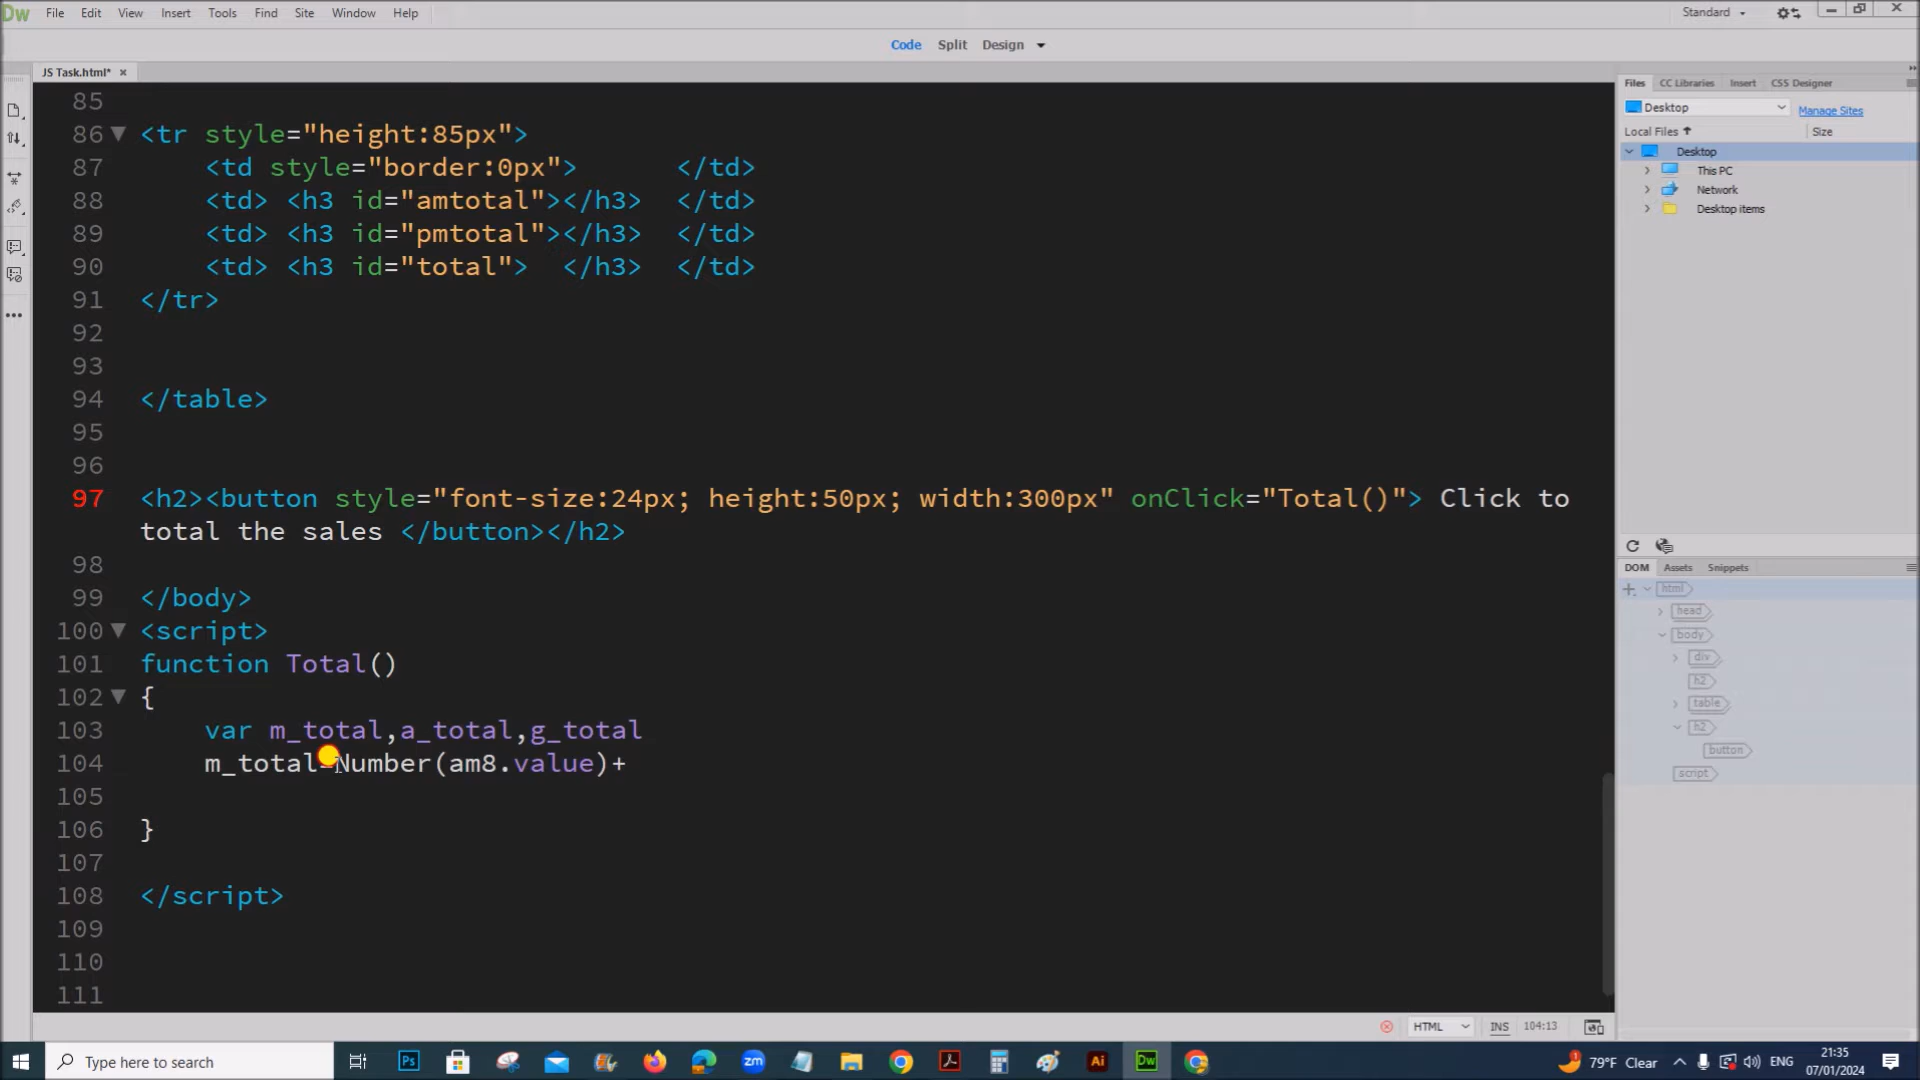 Dw File Edit View Insert Tools Find Site Window Help Standard
Code Split Design
JS Task.html*
85
86 <tr style="height:85px">
87 <td style="border:0px"> </td>
88 <td> <h3 id="amtotal"></h3> </td>
89 <td> <h3 id="pmtotal"></h3> </td>
90 <td> <h3 id="total"> </h3> </td>
91 </tr>
92
93
94 </table>
95
96
97 <h2><button style="font-size:24px; height:50px; width:300px" onClick="Total()"> Click to
total the sales </button></h2>
98
99 </body>
100 <script>
101 function Total()
102 {
103 var m_total,a_total,g_total
104 m_total=Number(am8.value)+
105
106 }
107
108 </script>
109
110
111
Files CC Libraries Insert CSS Designer
Desktop Manage Sites
Local Files Size
Desktop
This PC
Network
Desktop items
DOM Assets Snippets
html
head
body
div
h2
table
h2
button
script
HTML INS 104:13
Type here to search
Ps zm Ai Dw
79°F Clear ENG
21:35
07/01/2024